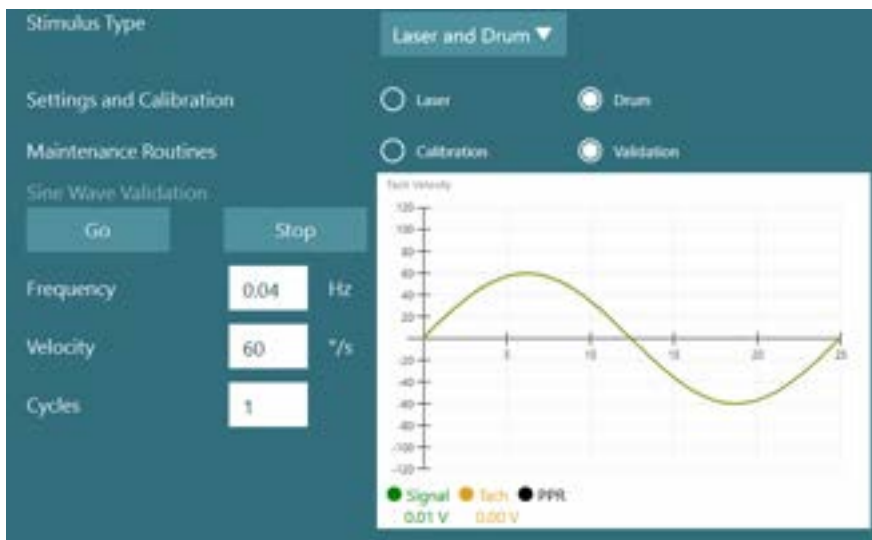 Stimulus Type
Laser and Drum ▼
Settings and Calibration
Laser
Drum
Maintenance Routines
Calibration
Validation
Sine Wave Validation
Go
Stop
Frequency
0.04
Hz
Velocity
60
°/s
Cycles
1
Tach Velocity
120
100
80
60
40
20
5
10
15
20
25
-20
-40
-60
-80
-100
-120
Signal
Tach
PPR
0.01 V
0.00 V